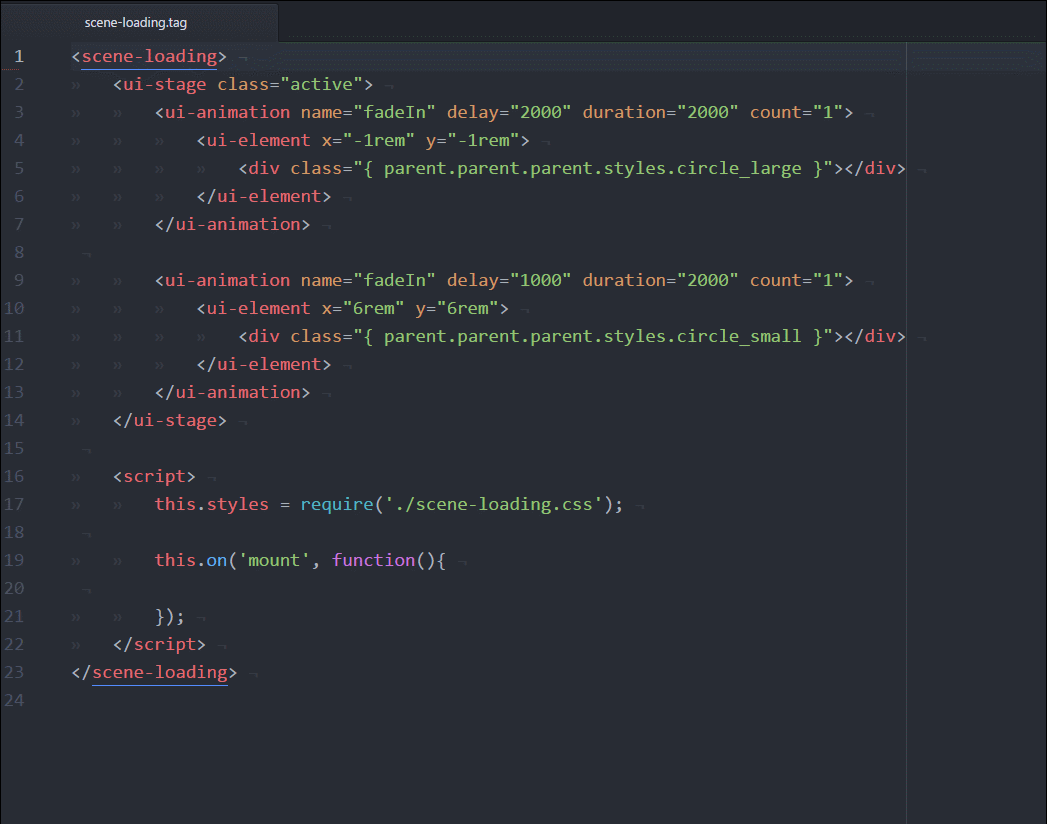 scene-loading.tag
1 <scene-loading>
2 <ui-stage class="active">
3 <ui-animation name="fadeIn" delay="2000" duration="2000" count="1">
4 <ui-element x="-1rem" y="-1rem">
5 <div class="{ parent.parent.parent.styles.circle_large }"></div>
6 </ui-element>
7 </ui-animation>
8
9 <ui-animation name="fadeIn" delay="1000" duration="2000" count="1">
10 <ui-element x="6rem" y="6rem">
11 <div class="{ parent.parent.parent.styles.circle_small }"></div>
12 </ui-element>
13 </ui-animation>
14 </ui-stage>
15
16 <script>
17 this.styles = require('./scene-loading.css');
18
19 this.on('mount', function(){
20
21 });
22 </script>
23 </scene-loading>
24